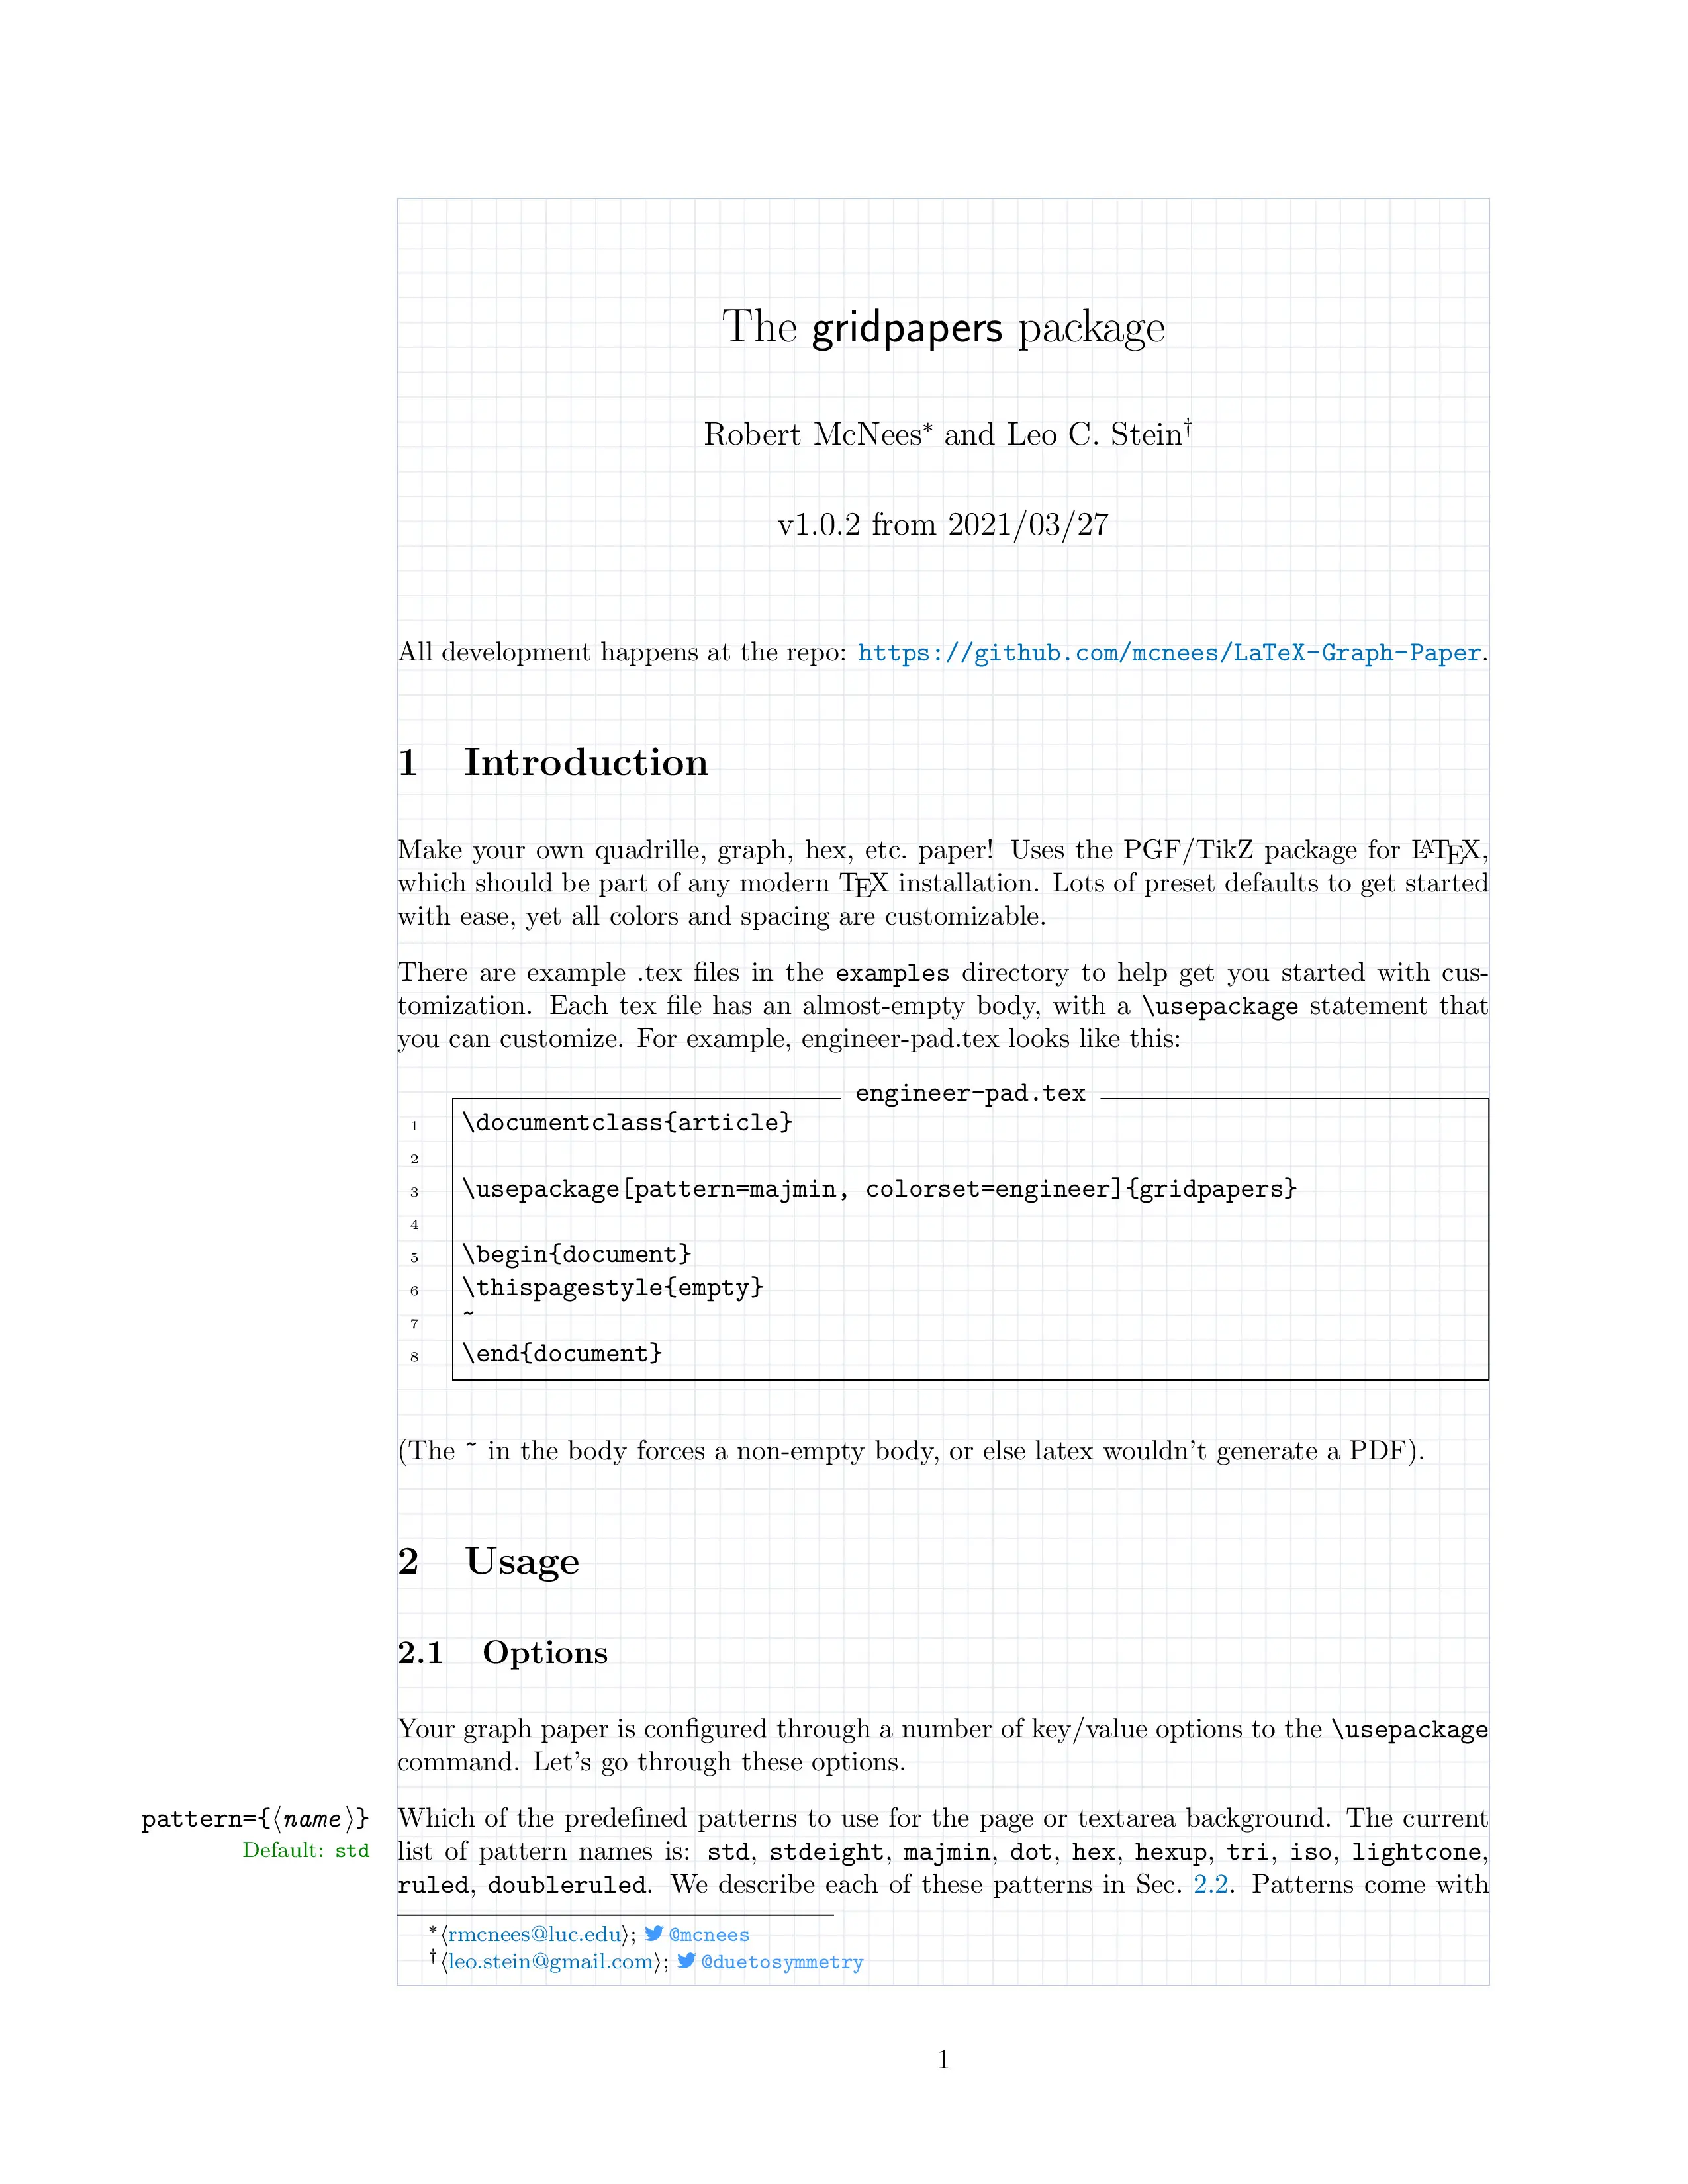 The gridpapers package
Robert McNees* and Leo C. Stein†
v1.0.2 from 2021/03/27
All development happens at the repo: https://github.com/mcnees/LaTeX-Graph-Paper.
1 Introduction
Make your own quadrille, graph, hex, etc. paper! Uses the PGF/TikZ package for LATEX,
which should be part of any modern TEX installation. Lots of preset defaults to get started
with ease, yet all colors and spacing are customizable.
There are example .tex files in the examples directory to help get you started with cus-
tomization. Each tex file has an almost-empty body, with a \usepackage statement that
you can customize. For example, engineer-pad.tex looks like this:
engineer-pad.tex
1 \documentclass{article}
2
3 \usepackage[pattern=majmin, colorset=engineer]{gridpapers}
4
5 \begin{document}
6 \thispagestyle{empty}
7 ~
8 \end{document}
(The ~ in the body forces a non-empty body, or else latex wouldn't generate a PDF).
2 Usage
2.1 Options
Your graph paper is configured through a number of key/value options to the \usepackage
command. Let's go through these options.
pattern={⟨name⟩} Which of the predefined patterns to use for the page or textarea background. The current
Default: std list of pattern names is: std, stdeight, majmin, dot, hex, hexup, tri, iso, lightcone,
ruled, doubleruled. We describe each of these patterns in Sec. 2.2. Patterns come with
*⟨rmcnees@luc.edu⟩; @mcnees
†⟨leo.stein@gmail.com⟩; @duetosymmetry
1